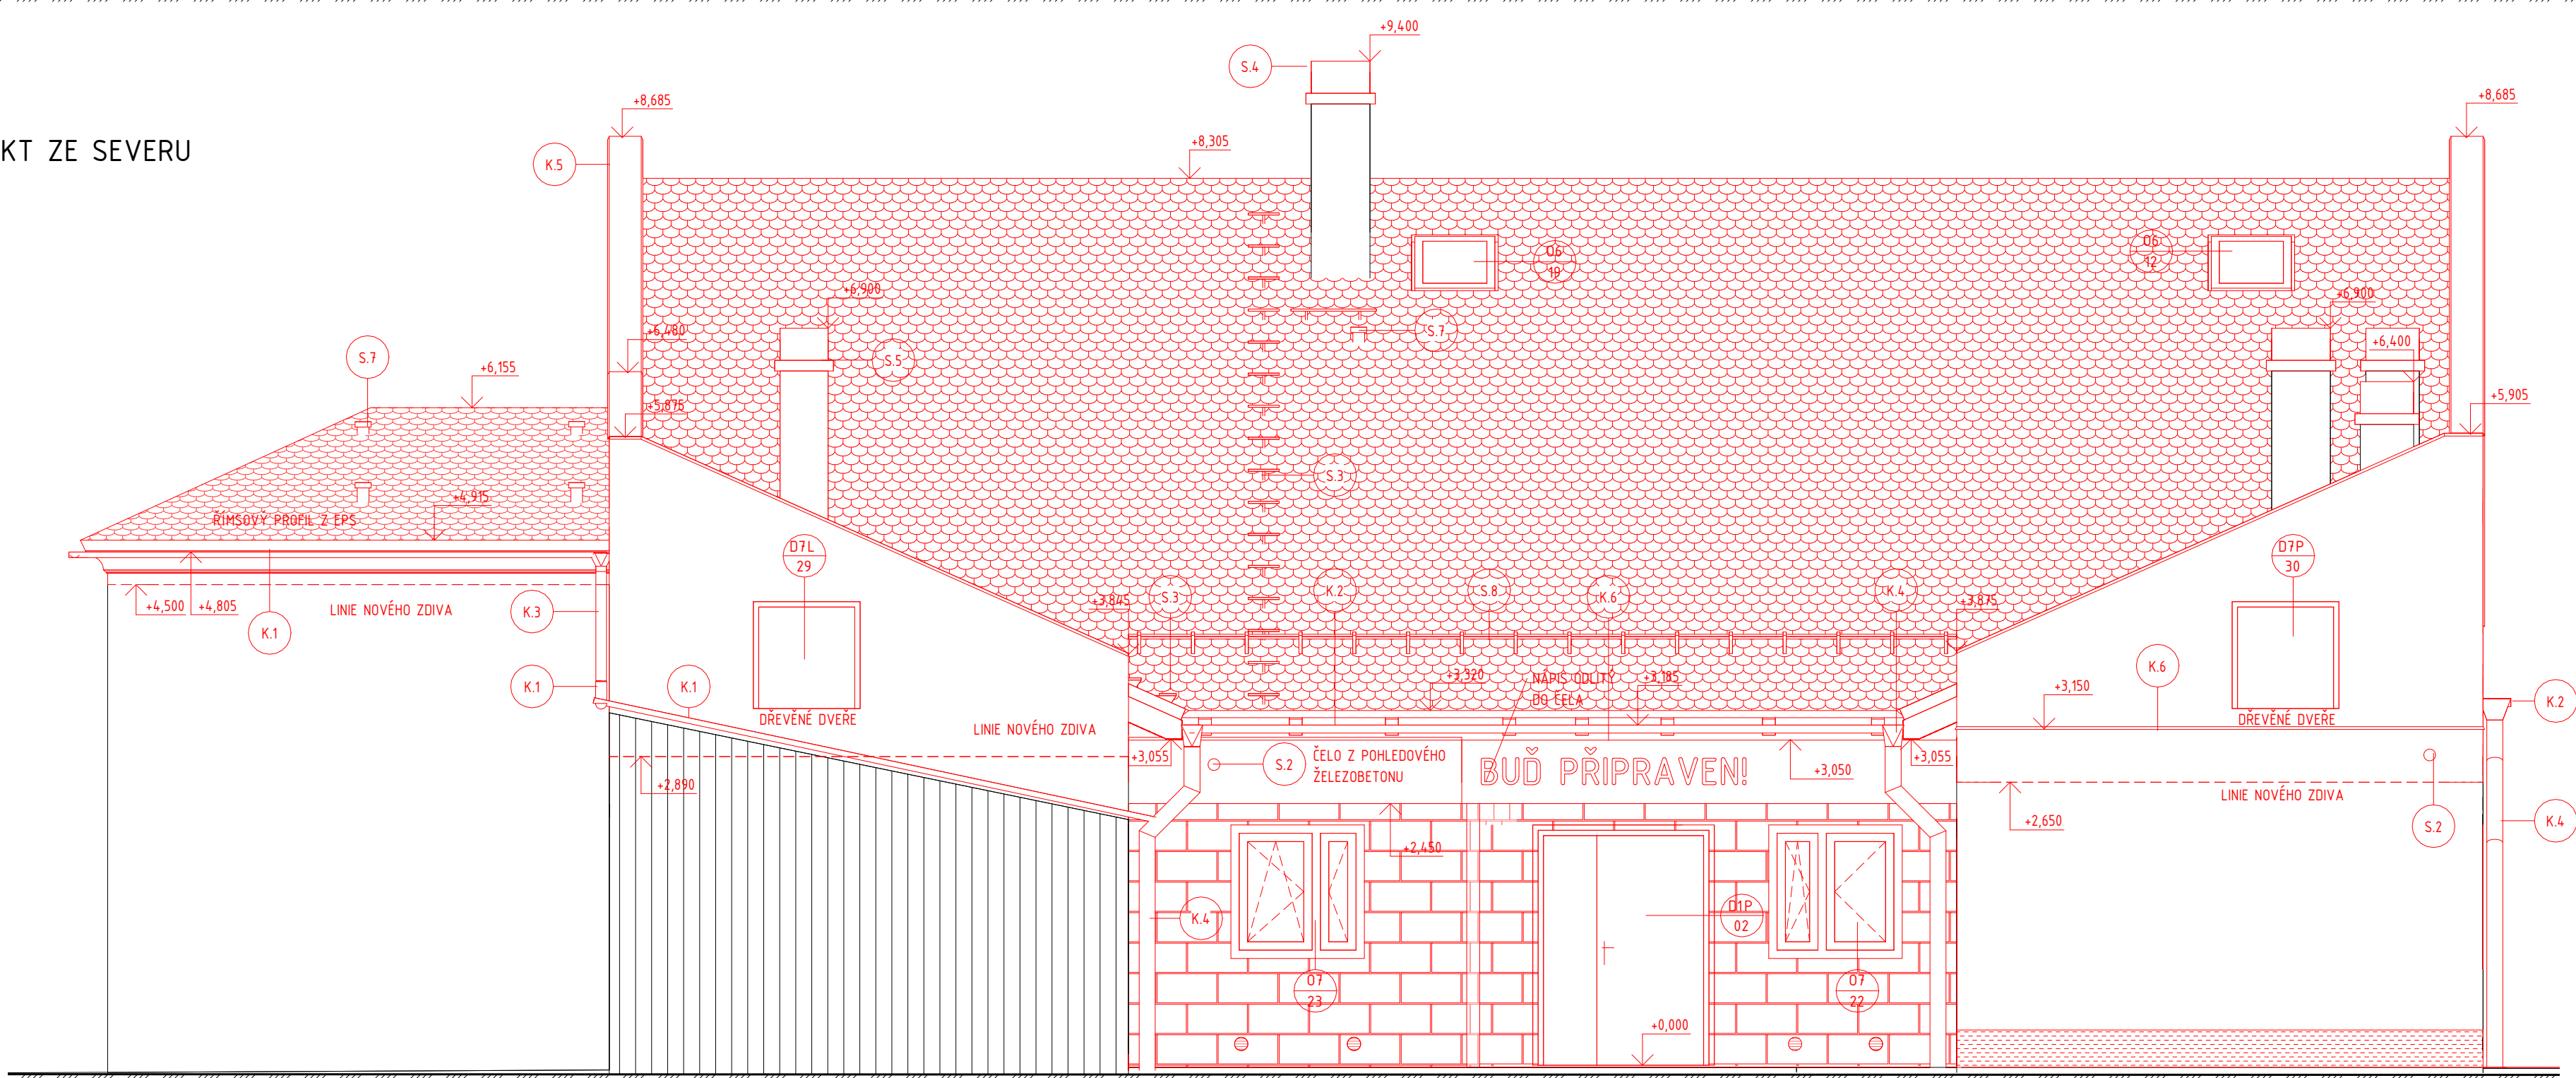 +9,400
S.4
+8,685
+8,685
+8,305
KT ZE SEVERU
K.5
O6
19
O6
12
+6,900
+6,900
+6,480
S.7
S.7
+6,400
S.5
+6,155
+5,875
+5,905
S.3
+4,915
ŘÍMSOVÝ PROFIL Z EPS
D7L
29
D7P
30
+4,500
+4,805
LINIE NOVÉHO ZDIVA
K.3
K.1
+3,845
S.3
K.2
S.8
K.6
K.4
+3,875
K.1
K.1
+3,320
NÁPIS ODLITÝ
DO ČELA
+3,185
K.6
+3,150
K.2
DŘEVĚNÉ DVEŘE
DŘEVĚNÉ DVEŘE
LINIE NOVÉHO ZDIVA
+3,055
S.2
ČELO Z POHLEDOVÉHO
ŽELEZOBETONU
BUĎ PŘIPRAVEN!
+3,050
+3,055
+2,890
LINIE NOVÉHO ZDIVA
+2,650
S.2
K.4
+2,450
K.4
D1P
02
O7
23
O7
22
+0,000